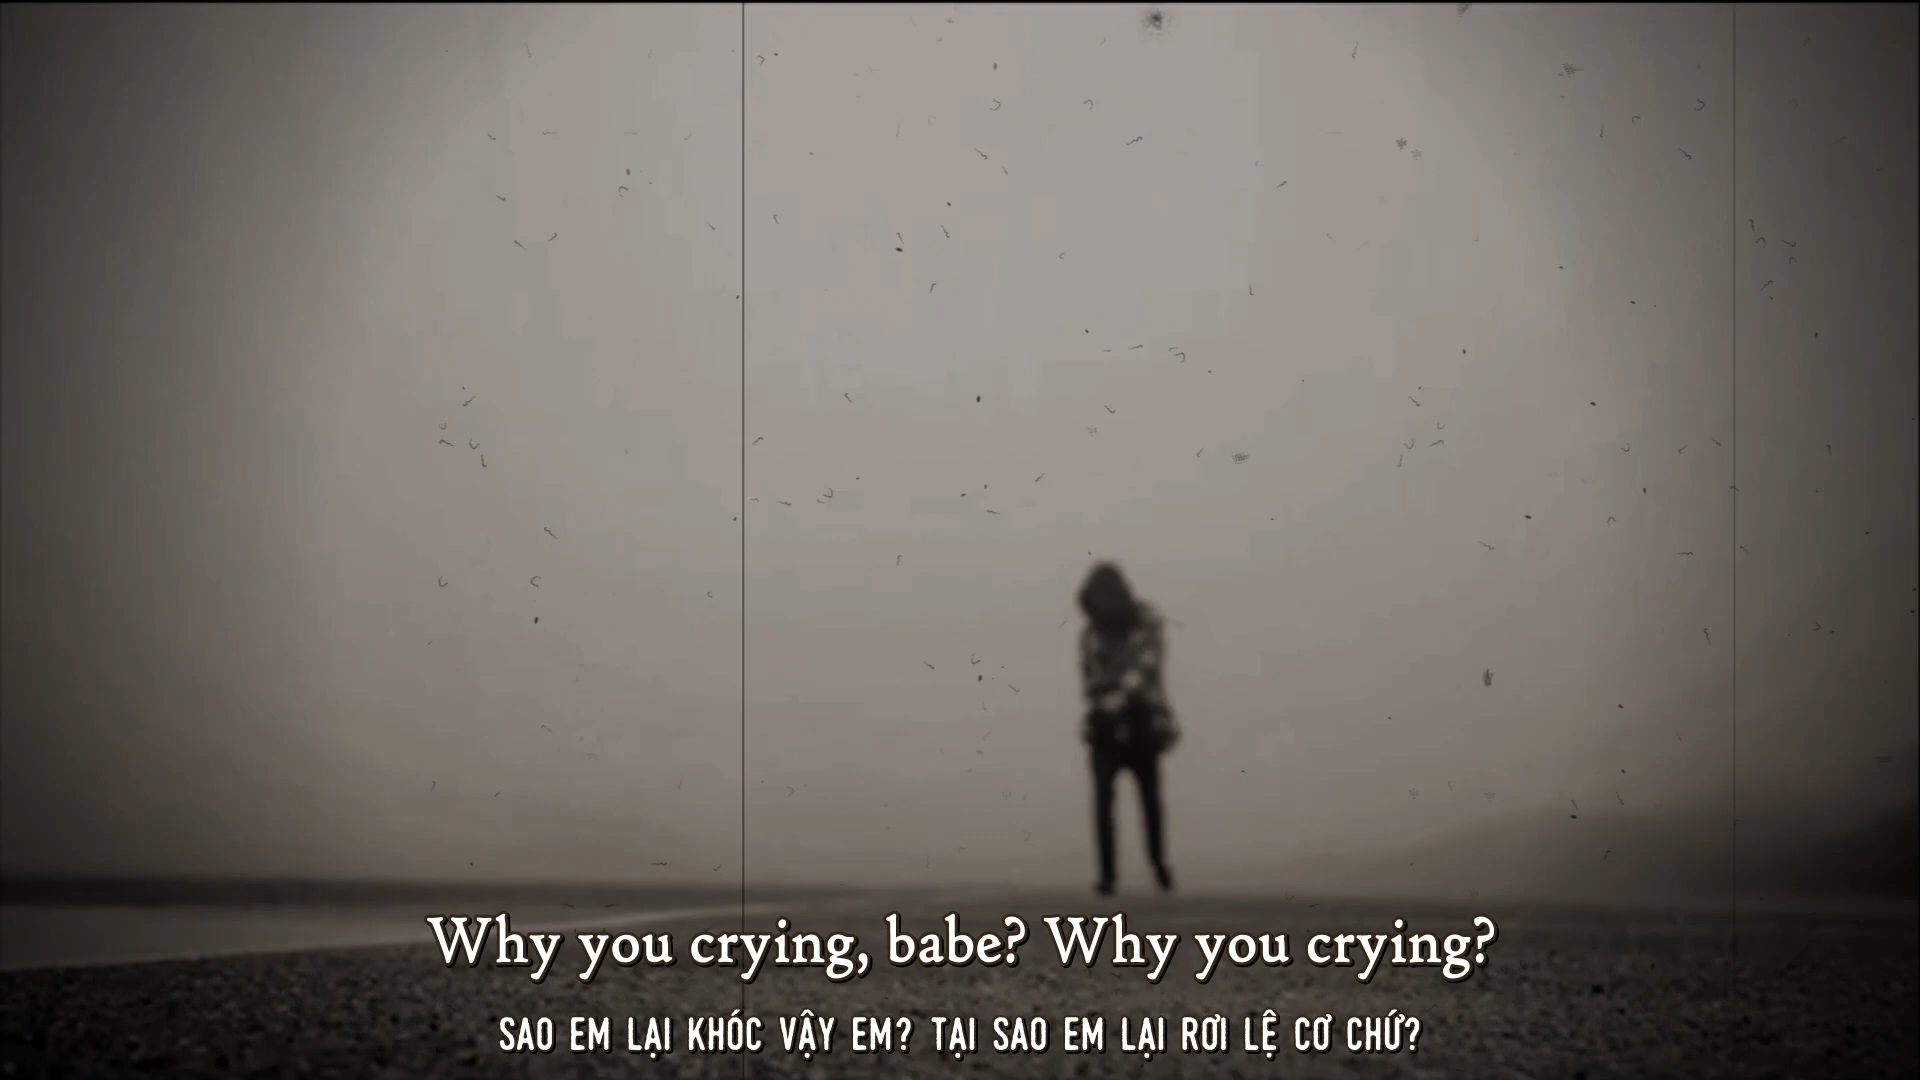 Why you crying, babe? Why you crying?
SAO EM LẠI KHÓC VẬY EM? TẠI SAO EM LẠI RƠI LỆ CƠ CHỨ?